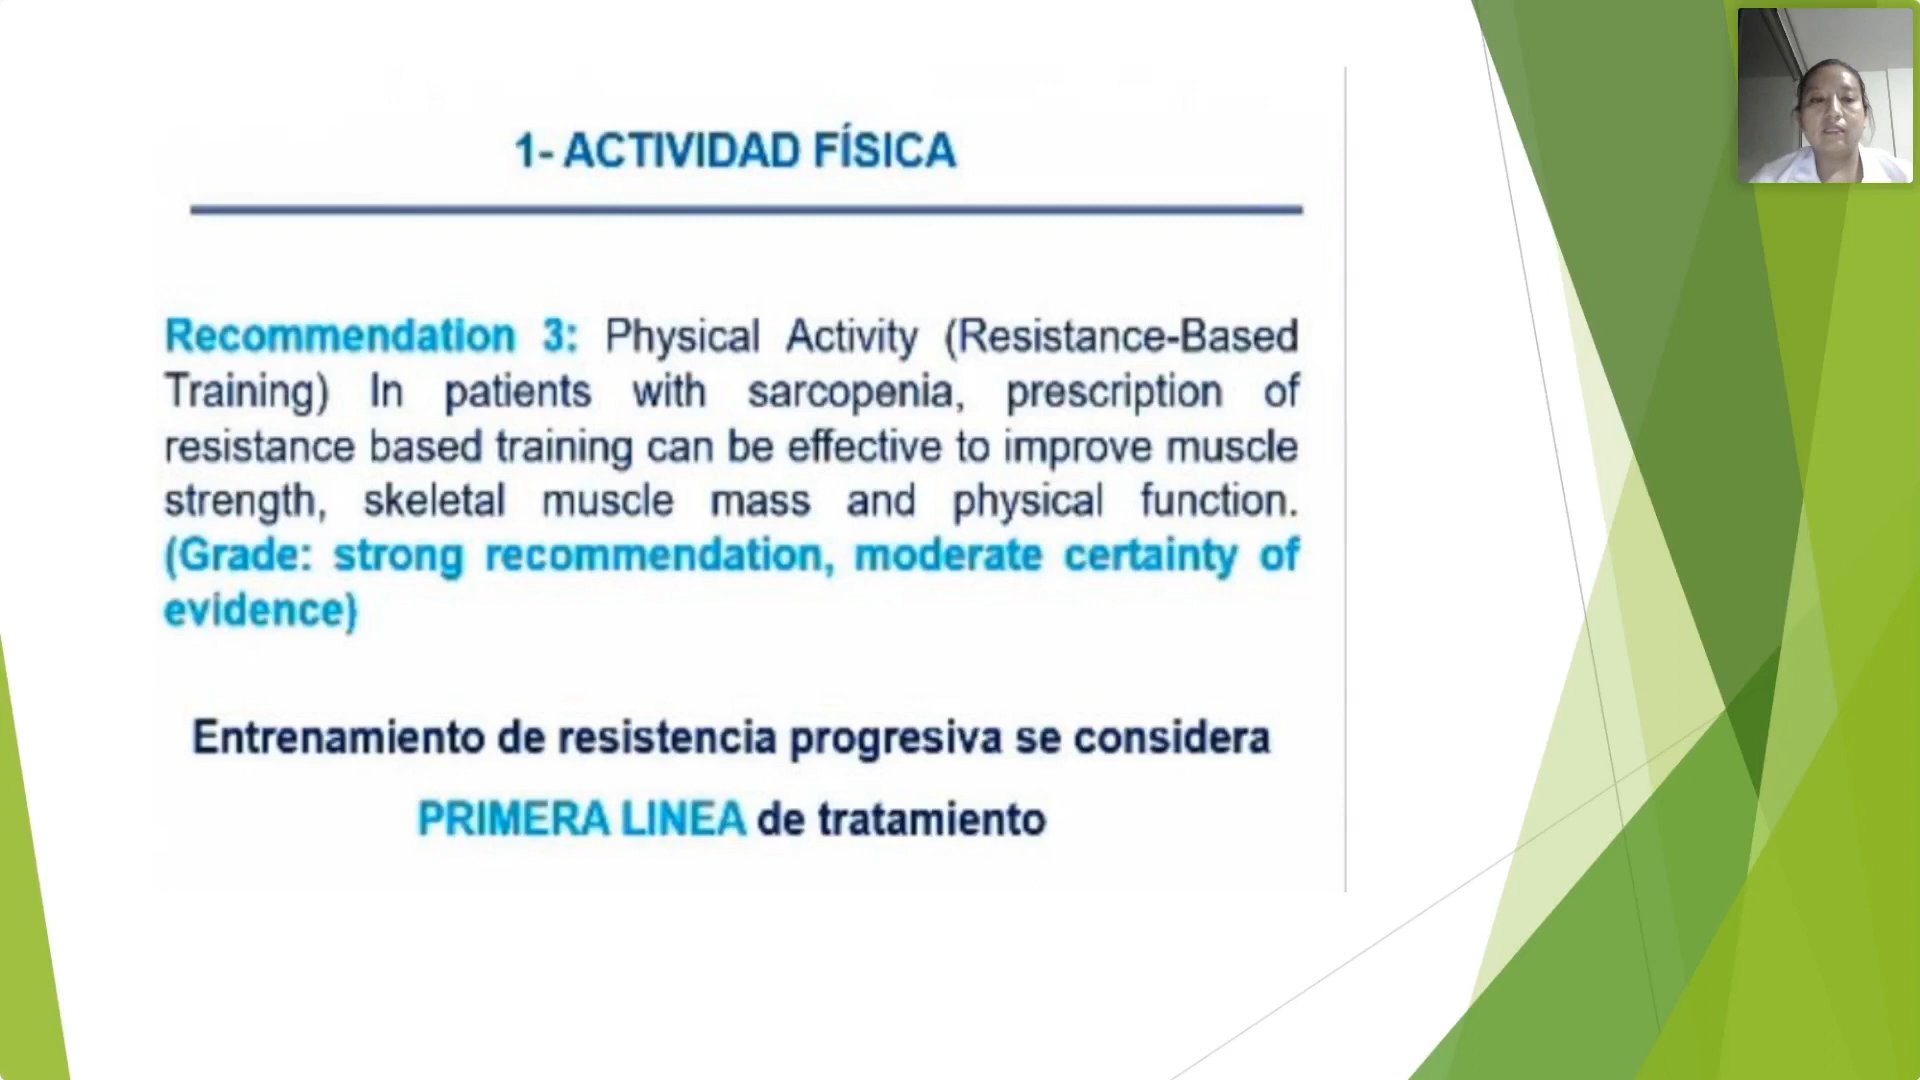 1- ACTIVIDAD FÍSICA
Recommendation 3: Physical Activity (Resistance-Based
Training) In patients with sarcopenia, prescription of
resistance based training can be effective to improve muscle
strength, skeletal muscle mass and physical function.
(Grade: strong recommendation, moderate certainty of
evidence)
Entrenamiento de resistencia progresiva se considera
PRIMERA LINEA de tratamiento